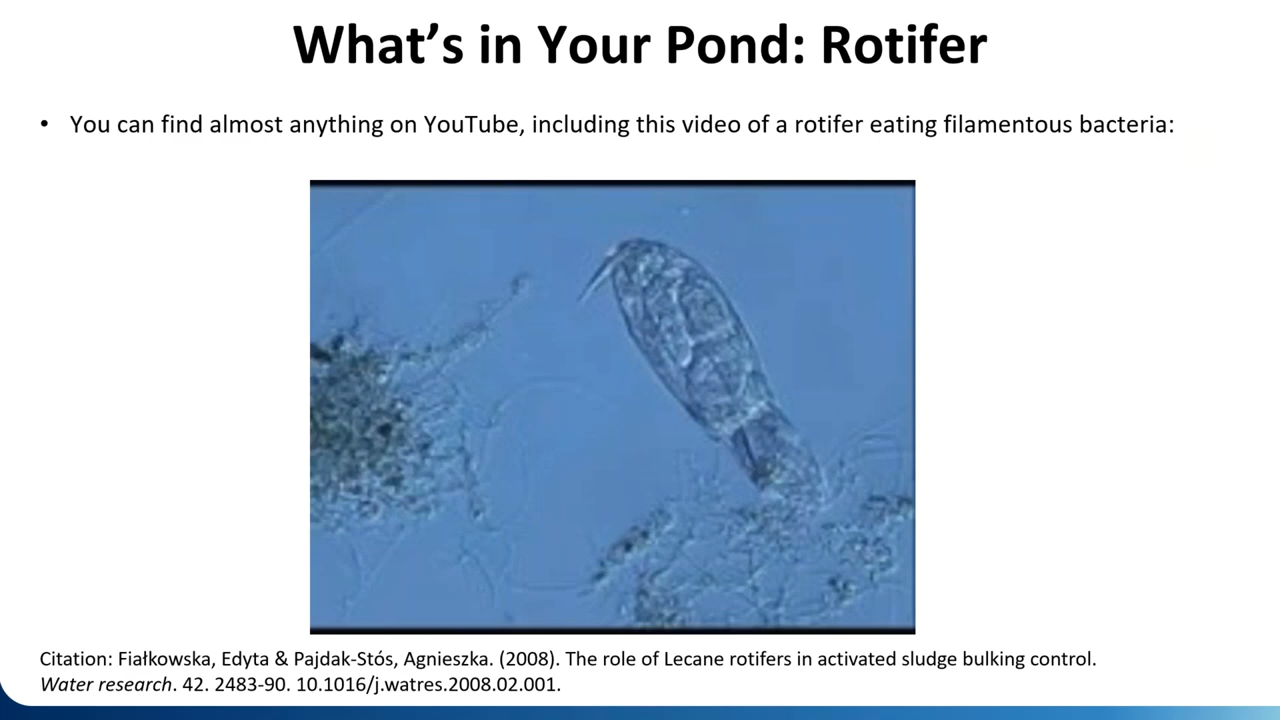 What’s in Your Pond: Rotifer
• You can find almost anything on YouTube, including this video of a rotifer eating filamentous bacteria:
Citation: Fiałkowska, Edyta & Pajdak-Stós, Agnieszka. (2008). The role of Lecane rotifers in activated sludge bulking control.
Water research. 42. 2483-90. 10.1016/j.watres.2008.02.001.